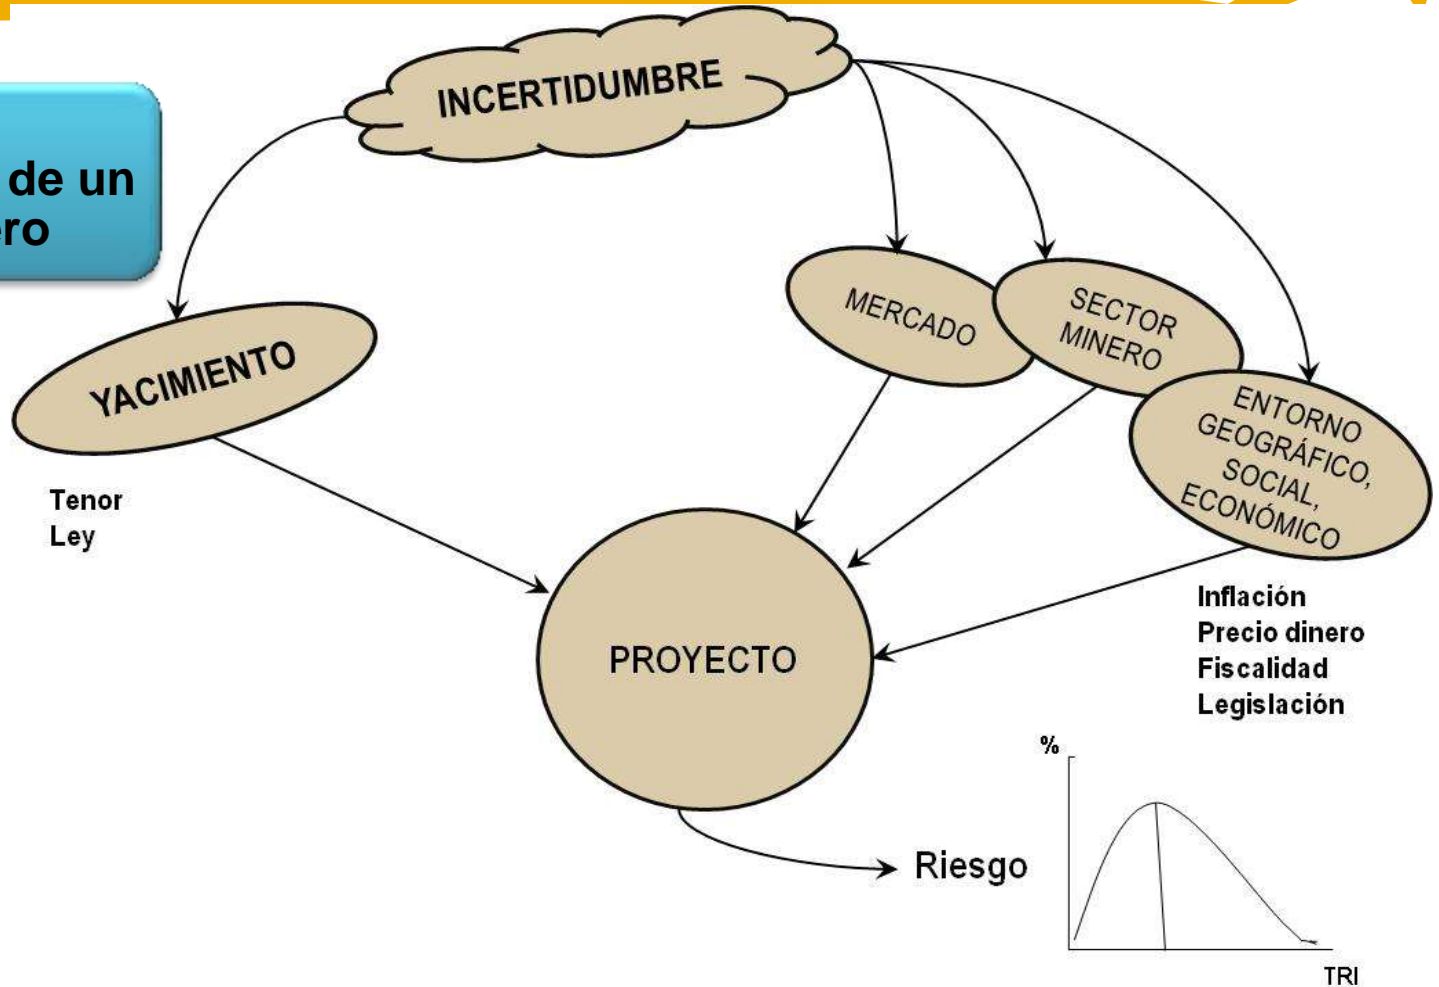 INCERTIDUMBRE
de un
YACIMIENTO
Tenor
Ley
MERCADO
SECTOR
MINERO
ENTORNO
GEOGRÁFICO,
SOCIAL,
ECONÓMICO
Inflación
Precio dinero
Fiscalidad
Legislación
PROYECTO
Riesgo
%
TRI